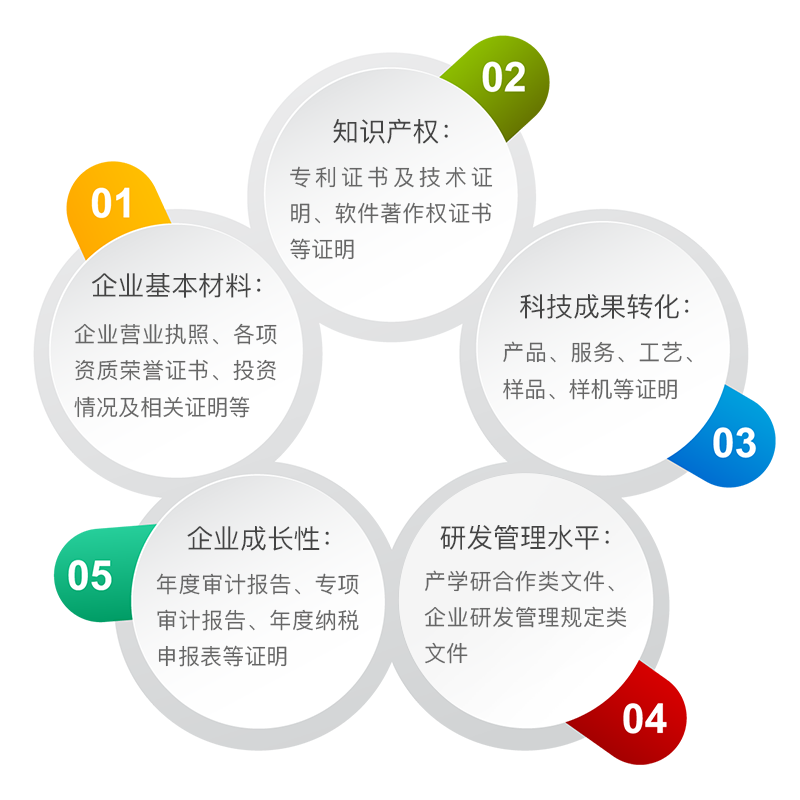 01
企业基本材料：
企业营业执照、各项
资质荣誉证书、投资
情况及相关证明等
02
知识产权：
专利证书及技术证
明、软件著作权证书
等证明
科技成果转化：
产品、服务、工艺、
样品、样机等证明
03
研发管理水平：
产学研合作类文件、
企业研发管理规定类
文件
04
05
企业成长性：
年度审计报告、专项
审计报告、年度纳税
申报表等证明